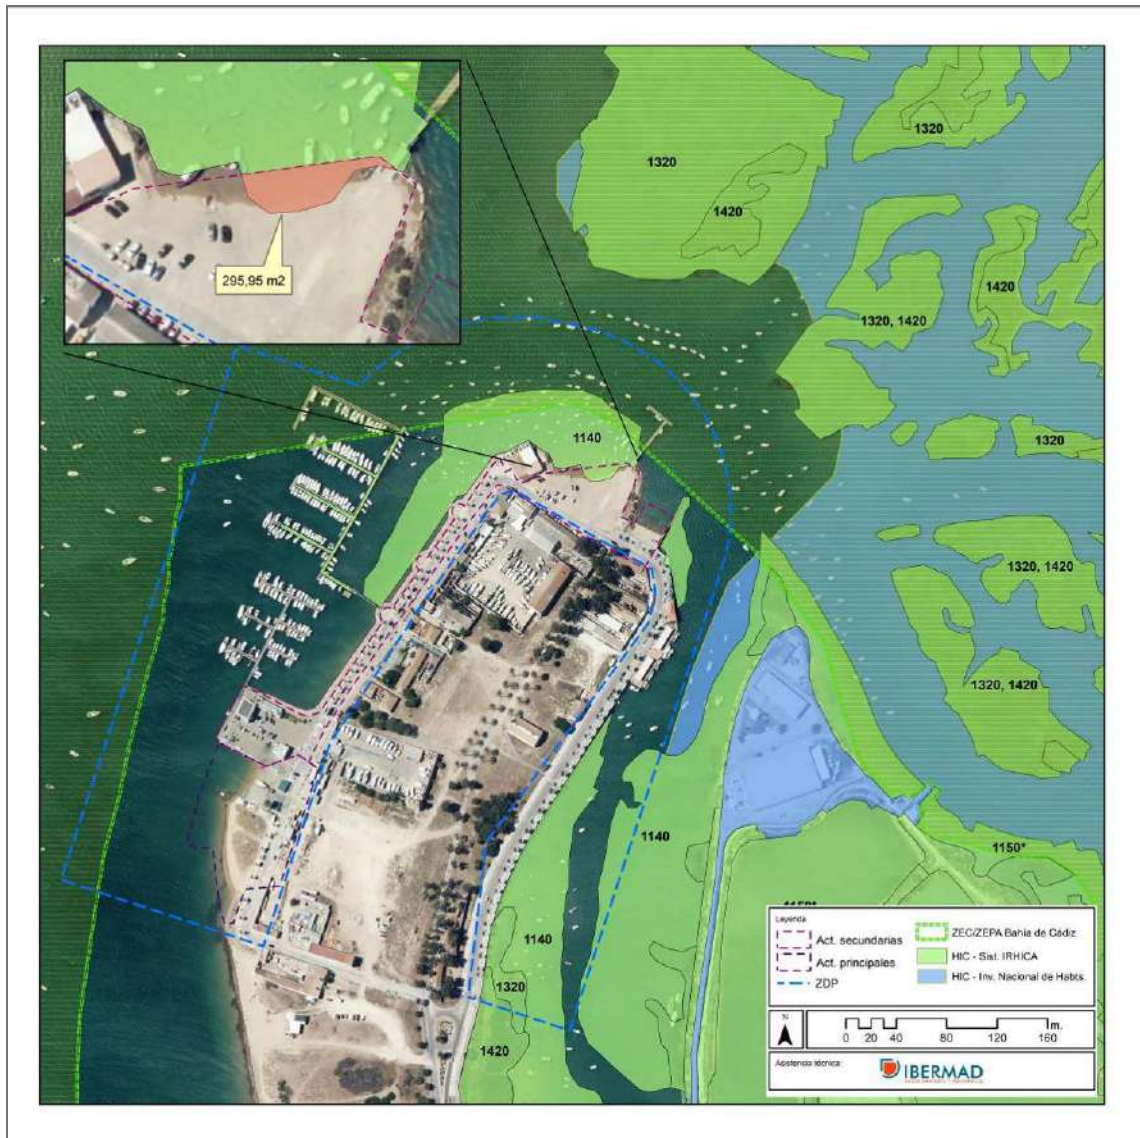 295,95 m2
1320
1320
1420
1420
1320, 1420
1320
1140
1320, 1420
1320, 1420
1140
1150*
1140
1320
1420
Leyenda
Act. secundarias
Act. principales
ZDP
ZEC/ZEPA Bahía de Cádiz
HIC - Sist. IRHICA
HIC - Inv. Nacional de Habts.
N
0 20 40 80 120 160 m.
Asistencia técnica:
IBERMAD